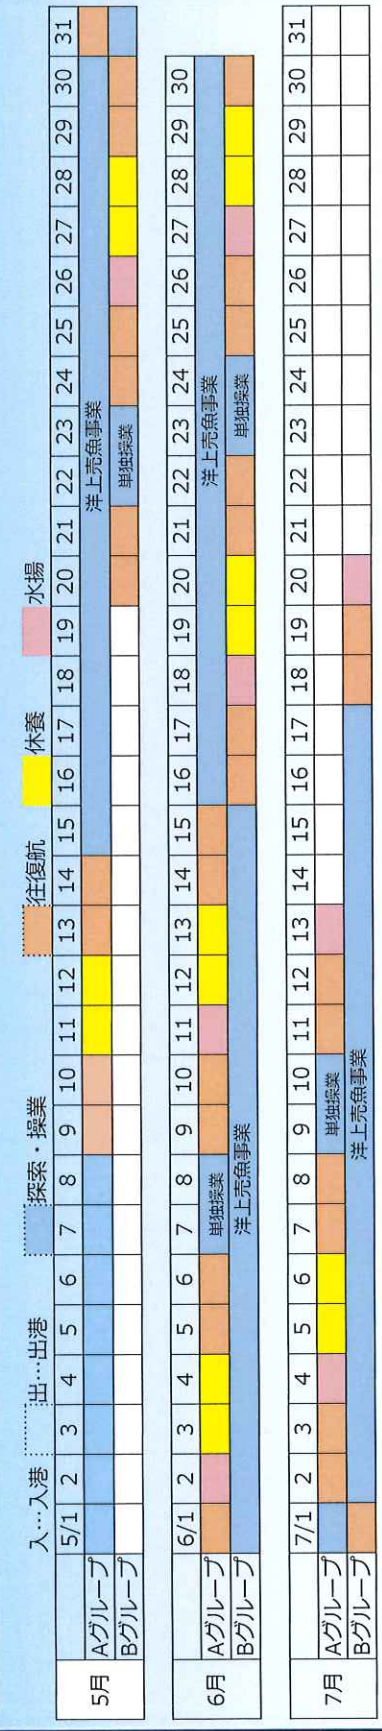 入…入港 出…出港 探索・操業 往復航 休養 水揚
5月 5/1 2 3 4 5 6 7 8 9 10 11 12 13 14 15 16 17 18 19 20 21 22 23 24 25 26 27 28 29 30 31
Aグループ 洋上売魚事業
Bグループ 単独操業
6月 6/1 2 3 4 5 6 7 8 9 10 11 12 13 14 15 16 17 18 19 20 21 22 23 24 25 26 27 28 29 30
Aグループ 単独操業 洋上売魚事業
Bグループ 洋上売魚事業 単独操業
7月 7/1 2 3 4 5 6 7 8 9 10 11 12 13 14 15 16 17 18 19 20 21 22 23 24 25 26 27 28 29 30 31
Aグループ 単独操業
Bグループ 洋上売魚事業